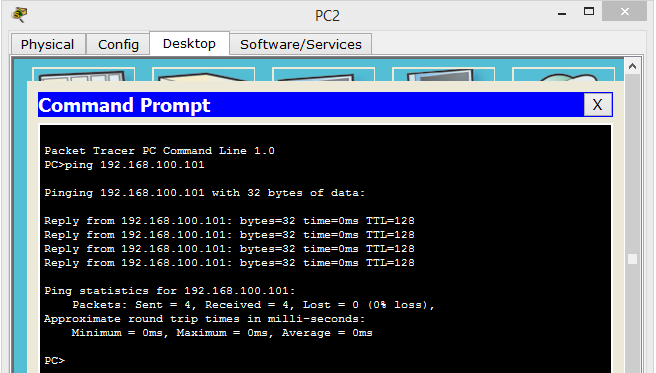 PC2
Physical Config Desktop Software/Services
Command Prompt X
Packet Tracer PC Command Line 1.0
PC>ping 192.168.100.101
Pinging 192.168.100.101 with 32 bytes of data:
Reply from 192.168.100.101: bytes=32 time=0ms TTL=128
Reply from 192.168.100.101: bytes=32 time=0ms TTL=128
Reply from 192.168.100.101: bytes=32 time=0ms TTL=128
Reply from 192.168.100.101: bytes=32 time=0ms TTL=128
Ping statistics for 192.168.100.101:
Packets: Sent = 4, Received = 4, Lost = 0 (0% loss),
Approximate round trip times in milli-seconds:
Minimum = 0ms, Maximum = 0ms, Average = 0ms
PC>